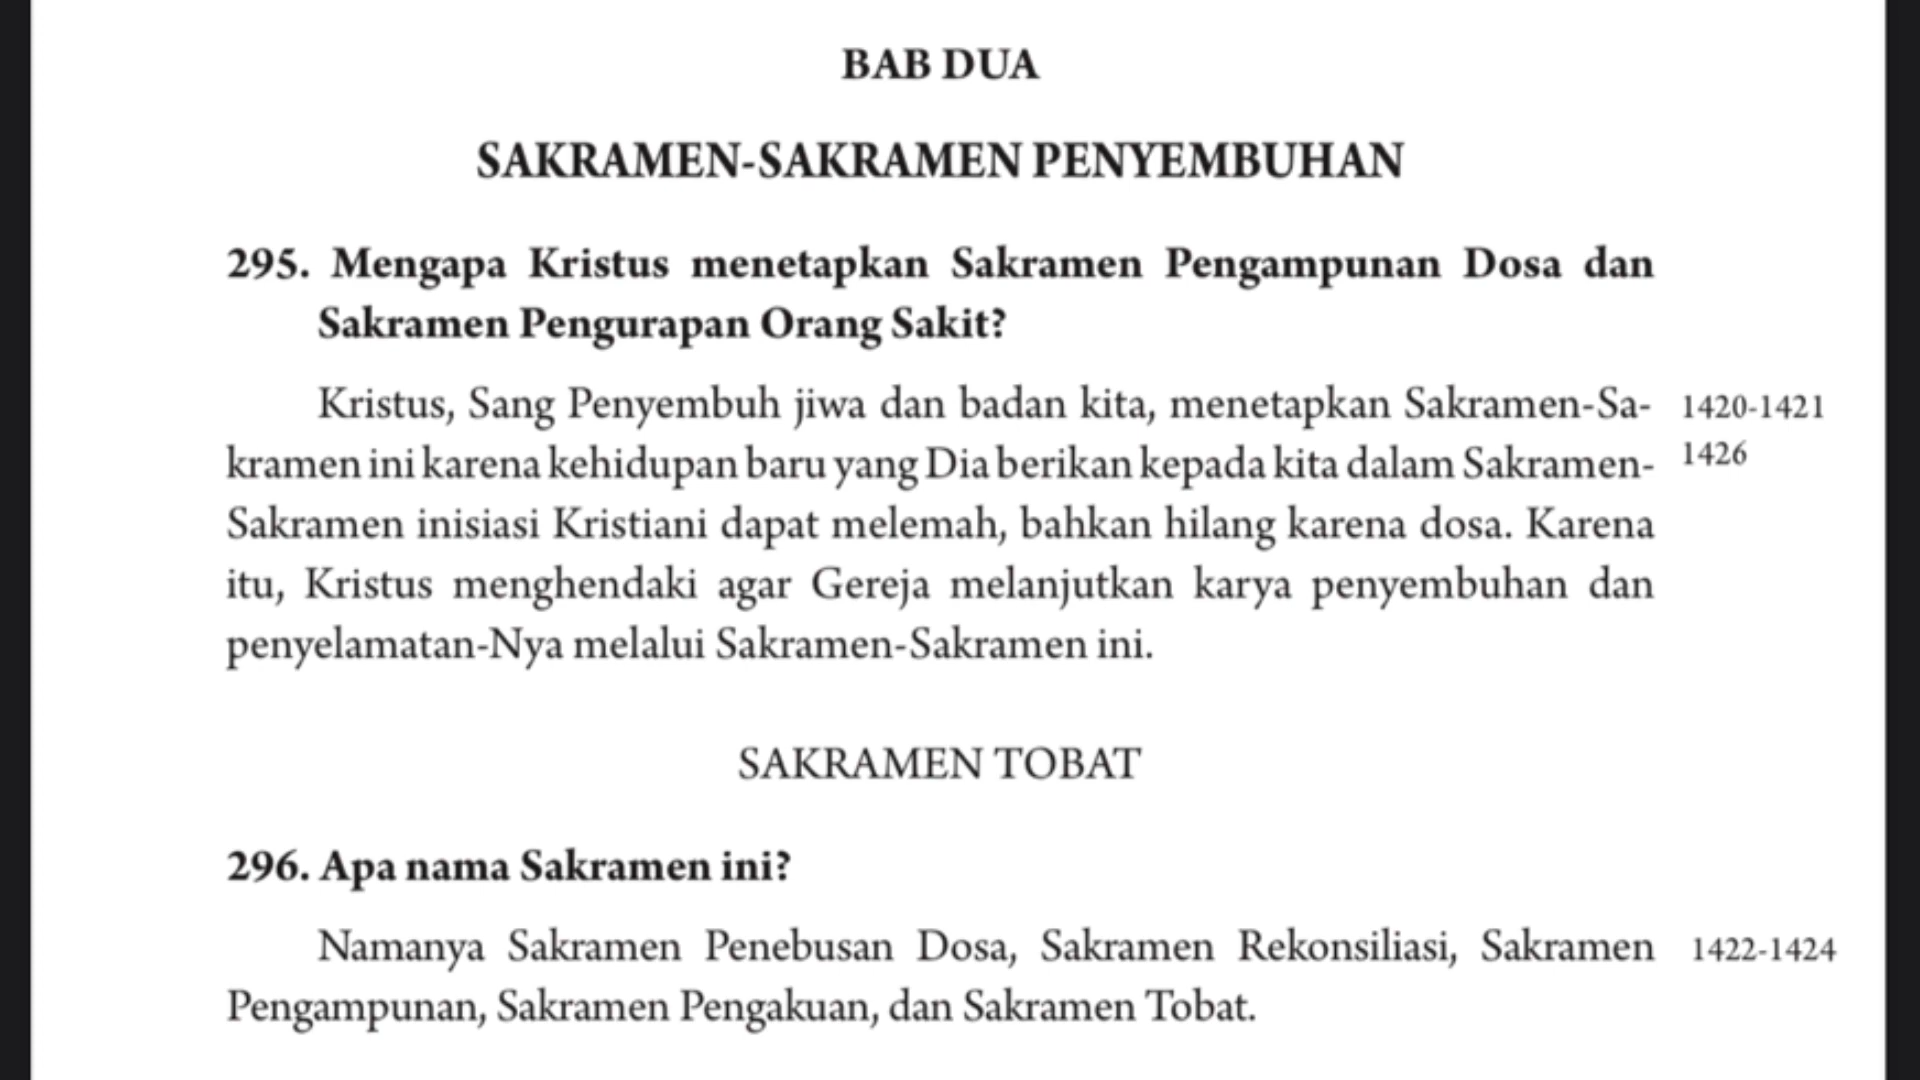 BAB DUA
SAKRAMEN-SAKRAMEN PENYEMBUHAN
295. Mengapa Kristus menetapkan Sakramen Pengampunan Dosa dan
Sakramen Pengurapan Orang Sakit?
Kristus, Sang Penyembuh jiwa dan badan kita, menetapkan Sakramen-Sa- 1420-1421
kramen ini karena kehidupan baru yang Dia berikan kepada kita dalam Sakramen- 1426
Sakramen inisiasi Kristiani dapat melemah, bahkan hilang karena dosa. Karena
itu, Kristus menghendaki agar Gereja melanjutkan karya penyembuhan dan
penyelamatan-Nya melalui Sakramen-Sakramen ini.
SAKRAMEN TOBAT
296. Apa nama Sakramen ini?
Namanya Sakramen Penebusan Dosa, Sakramen Rekonsiliasi, Sakramen 1422-1424
Pengampunan, Sakramen Pengakuan, dan Sakramen Tobat.